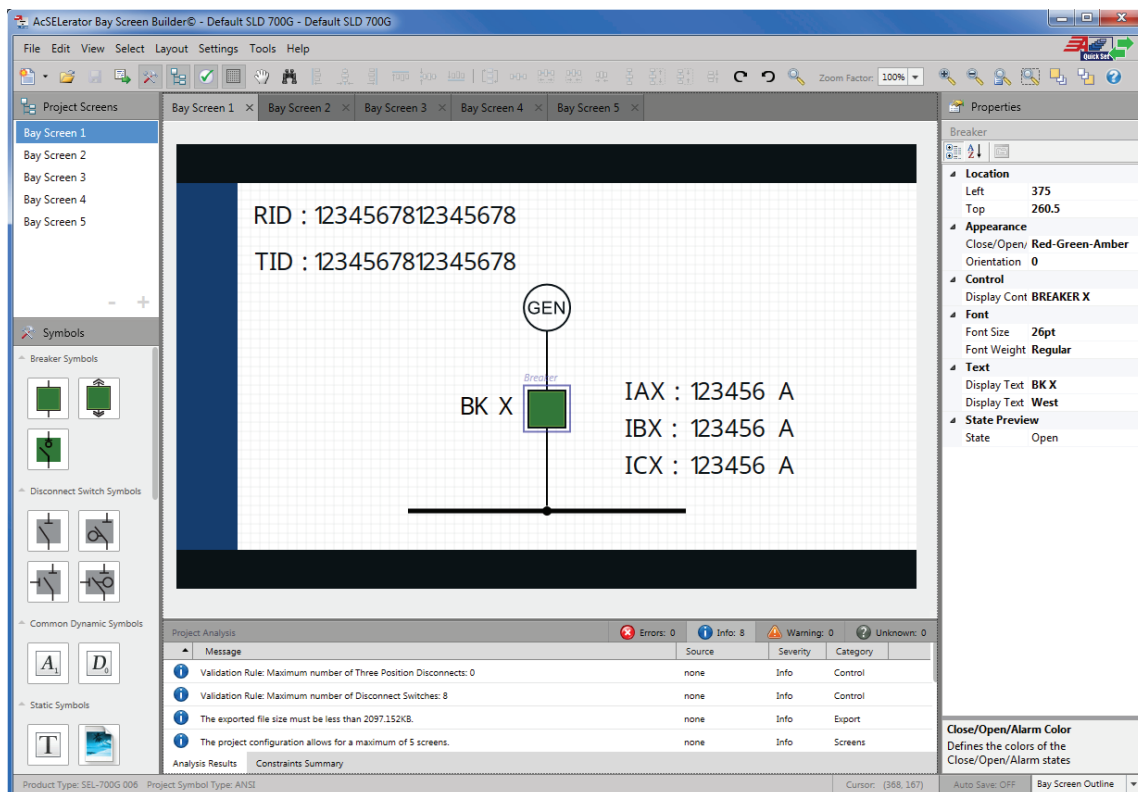 AcSELerator Bay Screen Builder© - Default SLD 700G - Default SLD 700G
File Edit View Select Layout Settings Tools Help
Quick Set
Zoom Factor: 100%
Project Screens
Bay Screen 1
Bay Screen 2
Bay Screen 3
Bay Screen 4
Bay Screen 5
- +
Symbols
Breaker Symbols
Disconnect Switch Symbols
Common Dynamic Symbols
A1 D0
Static Symbols
T
Bay Screen 1 × Bay Screen 2 × Bay Screen 3 × Bay Screen 4 × Bay Screen 5 ×
RID : 1234567812345678
TID : 1234567812345678
GEN
Breaker
BK X
IAX : 123456 A
IBX : 123456 A
ICX : 123456 A
Project Analysis Errors: 0 Info: 8 Warning: 0 Unknown: 0
Message Source Severity Category
Validation Rule: Maximum number of Three Position Disconnects: 0 none Info Control
Validation Rule: Maximum number of Disconnect Switches: 8 none Info Control
The exported file size must be less than 2097.152KB. none Info Export
The project configuration allows for a maximum of 5 screens. none Info Screens
Analysis Results Constraints Summary
Properties
Breaker
Location
Left 375
Top 260.5
Appearance
Close/Open/ Red-Green-Amber
Orientation 0
Control
Display Cont BREAKER X
Font
Font Size 26pt
Font Weight Regular
Text
Display Text BK X
Display Text West
State Preview
State Open
Close/Open/Alarm Color
Defines the colors of the
Close/Open/Alarm states
Product Type: SEL-700G 006 Project Symbol Type: ANSI Cursor: (368, 167) Auto Save: OFF Bay Screen Outline